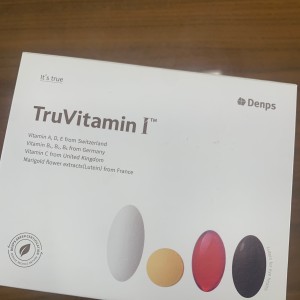 It's true
Denps
TruVitamin I™
Vitamin A, D, E from Switzerland
Vitamin B₁, B₂, B₆ from Germany
Vitamin C from United Kingdom
Marigold flower extracts(Lutein) from France